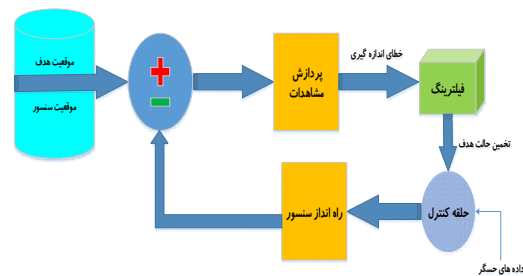 موقعیت هدف
موقعیت سنسور
+
-
پردازش
مشاهدات
خطای اندازه گیری
فیلترینگ
تخمین حالت هدف
حلقه کنترل
داده های حسگر
راه انداز سنسور